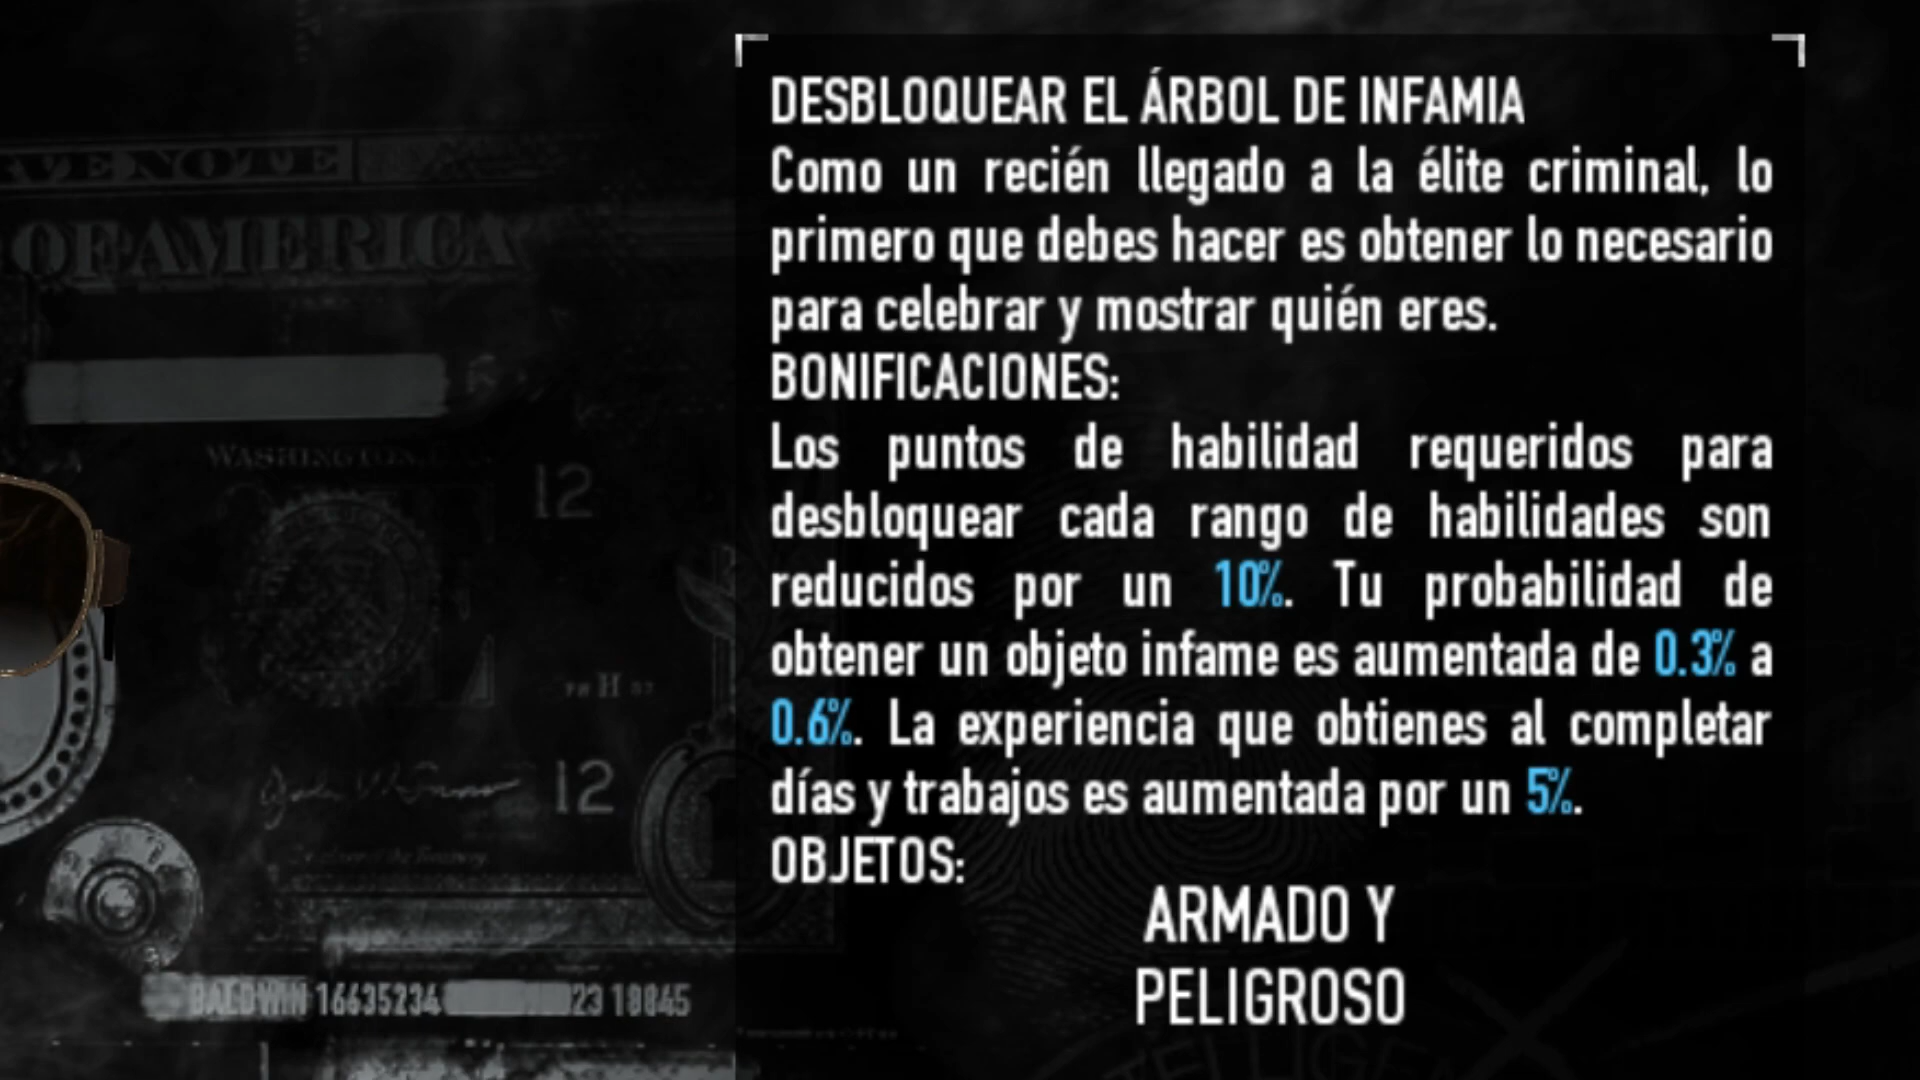 DESBLOQUEAR EL ÁRBOL DE INFAMIA
Como un recién llegado a la élite criminal, lo
primero que debes hacer es obtener lo necesario
para celebrar y mostrar quién eres.
BONIFICACIONES:
Los puntos de habilidad requeridos para
desbloquear cada rango de habilidades son
reducidos por un 10%. Tu probabilidad de
obtener un objeto infame es aumentada de 0.3% a
0.6%. La experiencia que obtienes al completar
días y trabajos es aumentada por un 5%.
OBJETOS:
ARMADO Y
PELIGROSO
OF AMERICA
WASHINGTON,
12
H
12
BALDWIN 16635234 23 18845